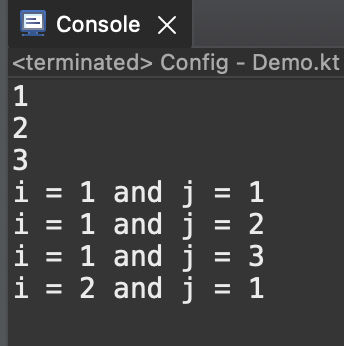 Console
<terminated> Config - Demo.kt
1
2
3
i = 1 and j = 1
i = 1 and j = 2
i = 1 and j = 3
i = 2 and j = 1